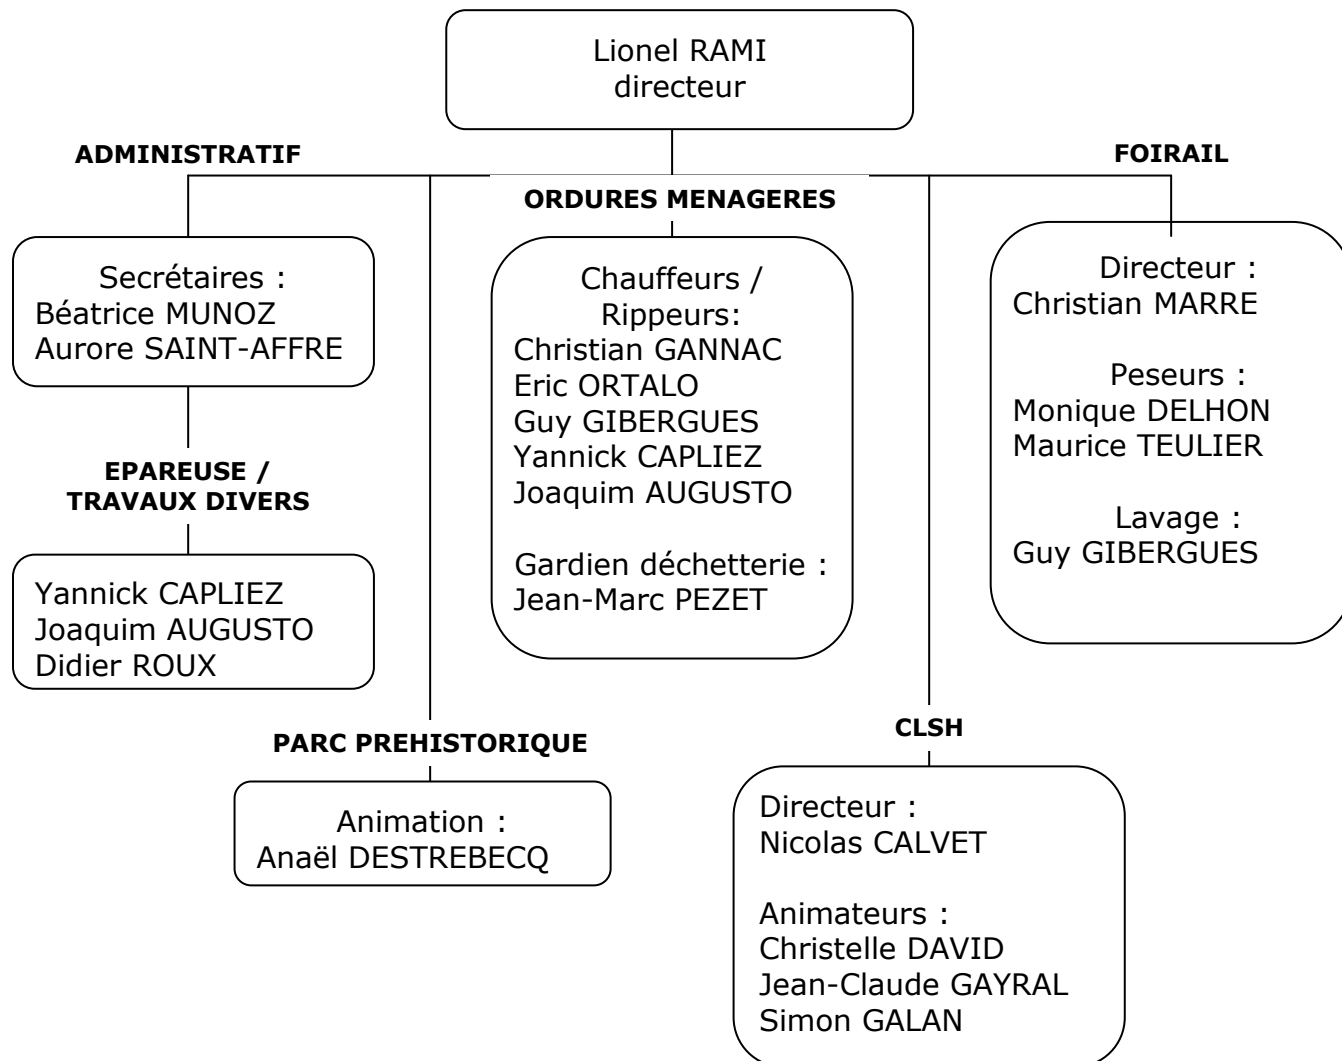 Lionel RAMI
directeur
ADMINISTRATIF
Secrétaires :
Béatrice MUNOZ
Aurore SAINT-AFFRE
EPAREUSE /
TRAVAUX DIVERS
Yannick CAPLIEZ
Joaquim AUGUSTO
Didier ROUX
PARC PREHISTORIQUE
Animation :
Anaël DESTREBECQ
ORDURES MENAGERES
Chauffeurs /
Rippeurs:
Christian GANNAC
Eric ORTALO
Guy GIBERGUES
Yannick CAPLIEZ
Joaquim AUGUSTO
Gardien déchetterie :
Jean-Marc PEZET
CLSH
Directeur :
Nicolas CALVET
Animateurs :
Christelle DAVID
Jean-Claude GAYRAL
Simon GALAN
FOIRAIL
Directeur :
Christian MARRE
Peseurs :
Monique DELHON
Maurice TEULIER
Lavage :
Guy GIBERGUES